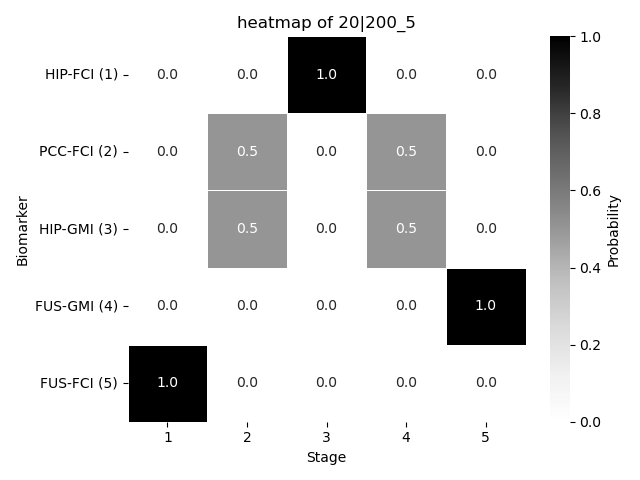 heatmap of 20|200_5
HIP-FCI (1) 0.0 0.0 1.0 0.0 0.0
PCC-FCI (2) 0.0 0.5 0.0 0.5 0.0
HIP-GMI (3) 0.0 0.5 0.0 0.5 0.0
FUS-GMI (4) 0.0 0.0 0.0 0.0 1.0
FUS-FCI (5) 1.0 0.0 0.0 0.0 0.0
1 2 3 4 5
Stage
Biomarker
1.0
0.8
0.6
0.4
0.2
0.0
Probability